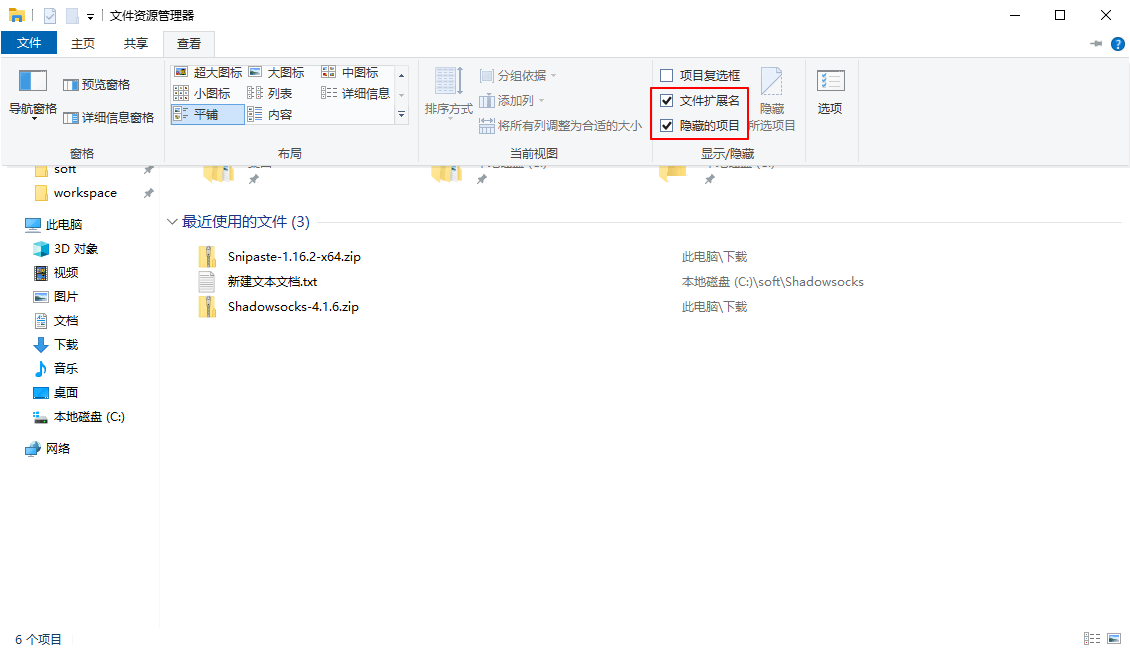 文件资源管理器
文件 主页 共享 查看
导航窗格
预览窗格
详细信息窗格
窗格
超大图标 大图标 中图标
小图标 列表 详细信息
平铺 内容
布局
排序方式
分组依据
添加列
将所有列调整为合适的大小
当前视图
项目复选框
文件扩展名
隐藏的项目
隐藏
所选项目
显示/隐藏
选项
soft
workspace
此电脑
3D 对象
视频
图片
文档
下载
音乐
桌面
本地磁盘 (C:)
网络
最近使用的文件 (3)
Snipaste-1.16.2-x64.zip 此电脑\下载
新建文本文档.txt 本地磁盘 (C:)\soft\Shadowsocks
Shadowsocks-4.1.6.zip 此电脑\下载
6 个项目